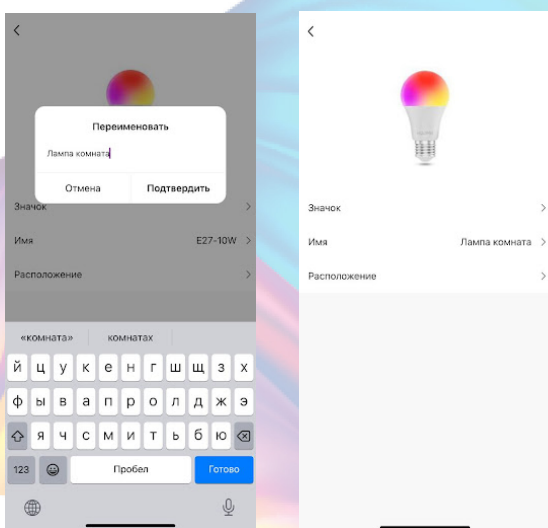 Переименовать
Лампа комната
Отмена Подтвердить
Значок
Имя E27-10W
Расположение
«комната» комнатах
й ц у к е н г ш щ з х
ф ы в а п р о л д ж э
я ч с м и т ь б ю
123 Пробел Готово
Значок
Имя Лампа комната
Расположение